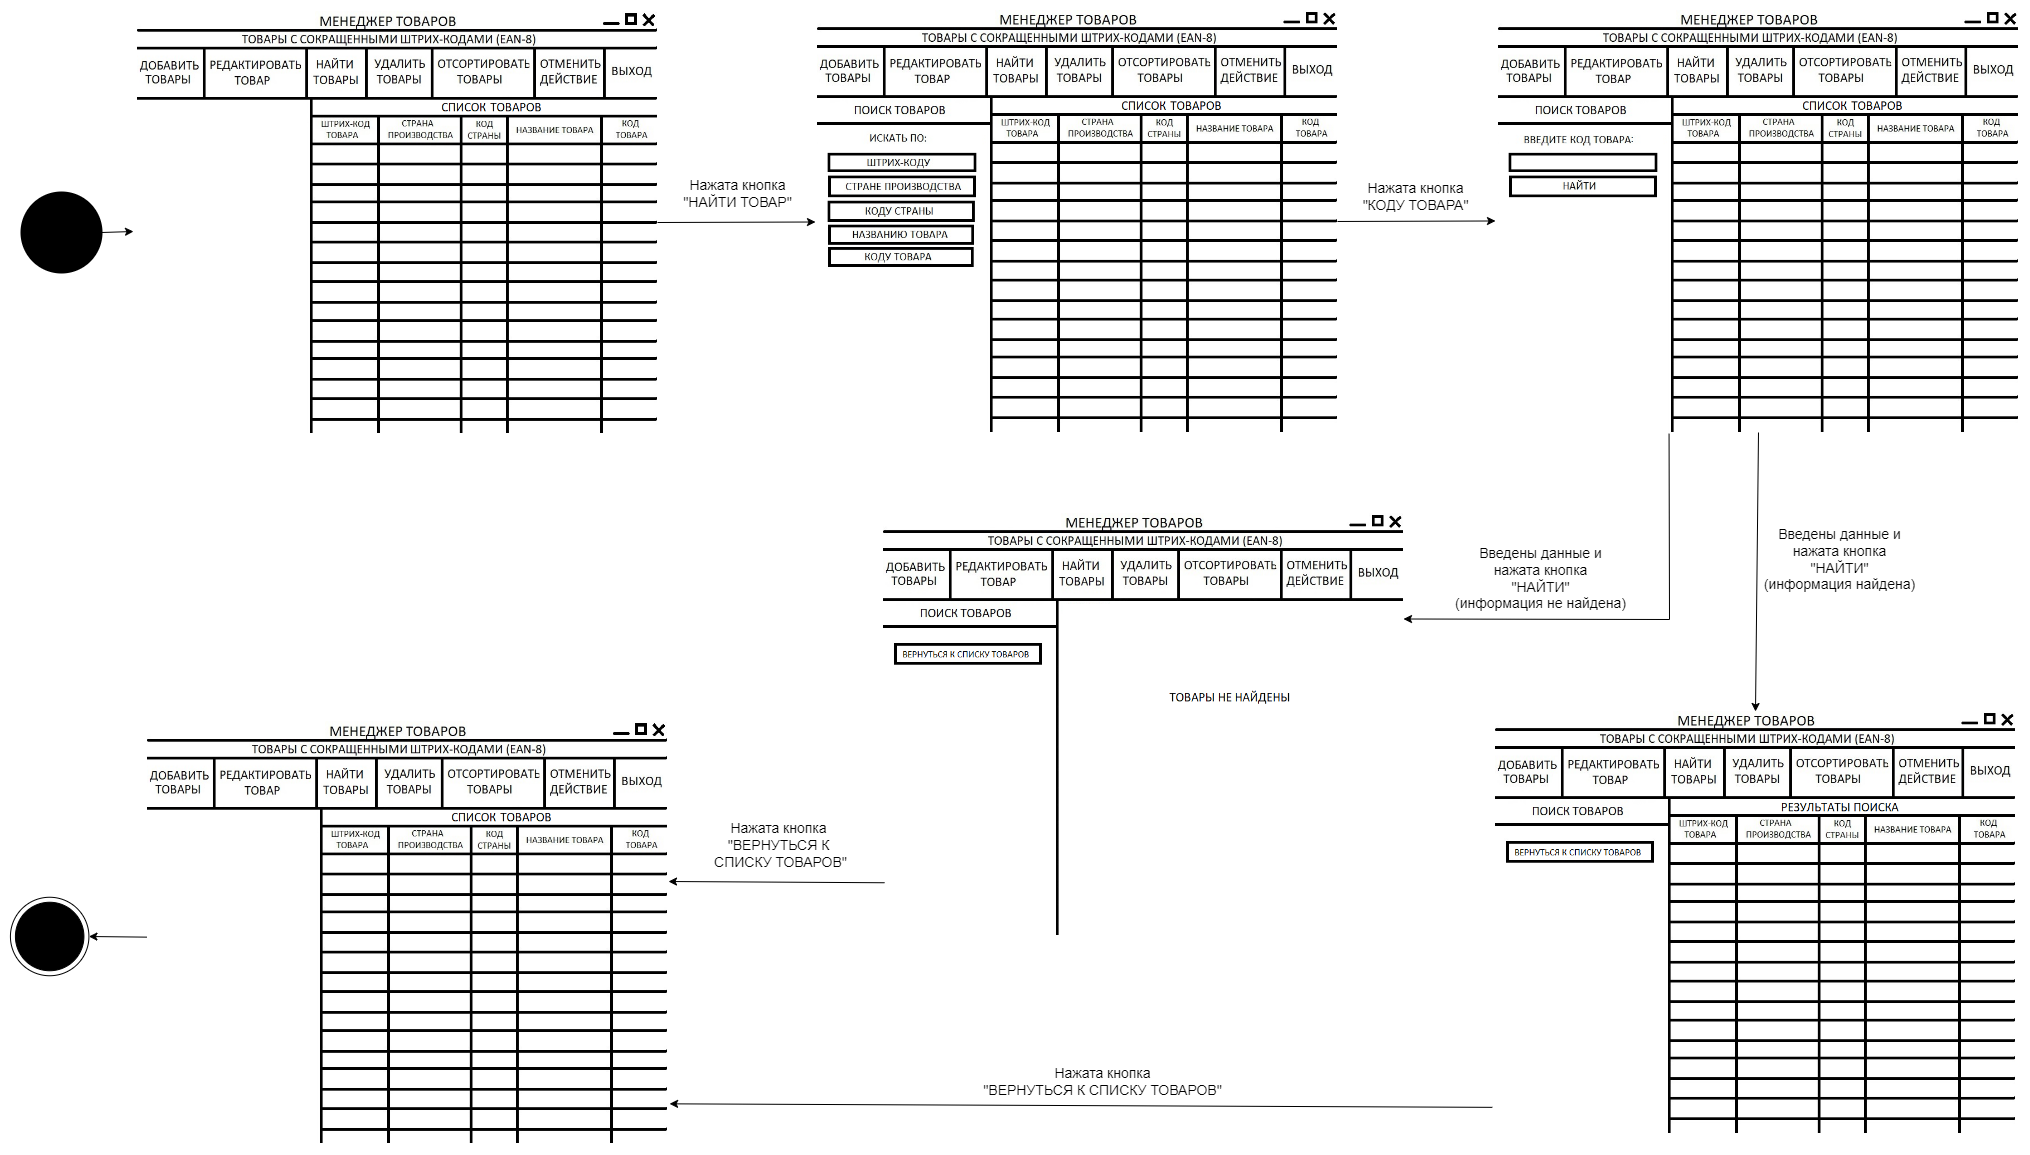 МЕНЕДЖЕР ТОВАРОВ
ТОВАРЫ С СОКРАЩЕННЫМИ ШТРИХ-КОДАМИ (EAN-8)
ДОБАВИТЬ
ТОВАРЫ
РЕДАКТИРОВАТЬ
ТОВАР
НАЙТИ
ТОВАРЫ
УДАЛИТЬ
ТОВАРЫ
ОТСОРТИРОВАТЬ
ТОВАРЫ
ОТМЕНИТЬ
ДЕЙСТВИЕ
ВЫХОД
СПИСОК ТОВАРОВ
ШТРИХ-КОД
ТОВАРА
СТРАНА
ПРОИЗВОДСТВА
КОД
СТРАНЫ
НАЗВАНИЕ ТОВАРА
КОД
ТОВАРА
Нажата кнопка
"НАЙТИ ТОВАР"
МЕНЕДЖЕР ТОВАРОВ
ТОВАРЫ С СОКРАЩЕННЫМИ ШТРИХ-КОДАМИ (EAN-8)
ДОБАВИТЬ
ТОВАРЫ
РЕДАКТИРОВАТЬ
ТОВАР
НАЙТИ
ТОВАРЫ
УДАЛИТЬ
ТОВАРЫ
ОТСОРТИРОВАТЬ
ТОВАРЫ
ОТМЕНИТЬ
ДЕЙСТВИЕ
ВЫХОД
ПОИСК ТОВАРОВ
ИСКАТЬ ПО:
ШТРИХ-КОДУ
СТРАНЕ ПРОИЗВОДСТВА
КОДУ СТРАНЫ
НАЗВАНИЮ ТОВАРА
КОДУ ТОВАРА
СПИСОК ТОВАРОВ
ШТРИХ-КОД
ТОВАРА
СТРАНА
ПРОИЗВОДСТВА
КОД
СТРАНЫ
НАЗВАНИЕ ТОВАРА
КОД
ТОВАРА
Нажата кнопка
"КОДУ ТОВАРА"
МЕНЕДЖЕР ТОВАРОВ
ТОВАРЫ С СОКРАЩЕННЫМИ ШТРИХ-КОДАМИ (EAN-8)
ДОБАВИТЬ
ТОВАРЫ
РЕДАКТИРОВАТЬ
ТОВАР
НАЙТИ
ТОВАРЫ
УДАЛИТЬ
ТОВАРЫ
ОТСОРТИРОВАТЬ
ТОВАРЫ
ОТМЕНИТЬ
ДЕЙСТВИЕ
ВЫХОД
ПОИСК ТОВАРОВ
ВВЕДИТЕ КОД ТОВАРА:
НАЙТИ
СПИСОК ТОВАРОВ
ШТРИХ-КОД
ТОВАРА
СТРАНА
ПРОИЗВОДСТВА
КОД
СТРАНЫ
НАЗВАНИЕ ТОВАРА
КОД
ТОВАРА
Введены данные и
нажата кнопка
"НАЙТИ"
(информация не найдена)
Введены данные и
нажата кнопка
"НАЙТИ"
(информация найдена)
МЕНЕДЖЕР ТОВАРОВ
ТОВАРЫ С СОКРАЩЕННЫМИ ШТРИХ-КОДАМИ (EAN-8)
ДОБАВИТЬ
ТОВАРЫ
РЕДАКТИРОВАТЬ
ТОВАР
НАЙТИ
ТОВАРЫ
УДАЛИТЬ
ТОВАРЫ
ОТСОРТИРОВАТЬ
ТОВАРЫ
ОТМЕНИТЬ
ДЕЙСТВИЕ
ВЫХОД
ПОИСК ТОВАРОВ
ВЕРНУТЬСЯ К СПИСКУ ТОВАРОВ
ТОВАРЫ НЕ НАЙДЕНЫ
МЕНЕДЖЕР ТОВАРОВ
ТОВАРЫ С СОКРАЩЕННЫМИ ШТРИХ-КОДАМИ (EAN-8)
ДОБАВИТЬ
ТОВАРЫ
РЕДАКТИРОВАТЬ
ТОВАР
НАЙТИ
ТОВАРЫ
УДАЛИТЬ
ТОВАРЫ
ОТСОРТИРОВАТЬ
ТОВАРЫ
ОТМЕНИТЬ
ДЕЙСТВИЕ
ВЫХОД
ПОИСК ТОВАРОВ
ВЕРНУТЬСЯ К СПИСКУ ТОВАРОВ
РЕЗУЛЬТАТЫ ПОИСКА
ШТРИХ-КОД
ТОВАРА
СТРАНА
ПРОИЗВОДСТВА
КОД
СТРАНЫ
НАЗВАНИЕ ТОВАРА
КОД
ТОВАРА
Нажата кнопка
"ВЕРНУТЬСЯ К
СПИСКУ ТОВАРОВ"
Нажата кнопка
"ВЕРНУТЬСЯ К СПИСКУ ТОВАРОВ"
МЕНЕДЖЕР ТОВАРОВ
ТОВАРЫ С СОКРАЩЕННЫМИ ШТРИХ-КОДАМИ (EAN-8)
ДОБАВИТЬ
ТОВАРЫ
РЕДАКТИРОВАТЬ
ТОВАР
НАЙТИ
ТОВАРЫ
УДАЛИТЬ
ТОВАРЫ
ОТСОРТИРОВАТЬ
ТОВАРЫ
ОТМЕНИТЬ
ДЕЙСТВИЕ
ВЫХОД
СПИСОК ТОВАРОВ
ШТРИХ-КОД
ТОВАРА
СТРАНА
ПРОИЗВОДСТВА
КОД
СТРАНЫ
НАЗВАНИЕ ТОВАРА
КОД
ТОВАРА